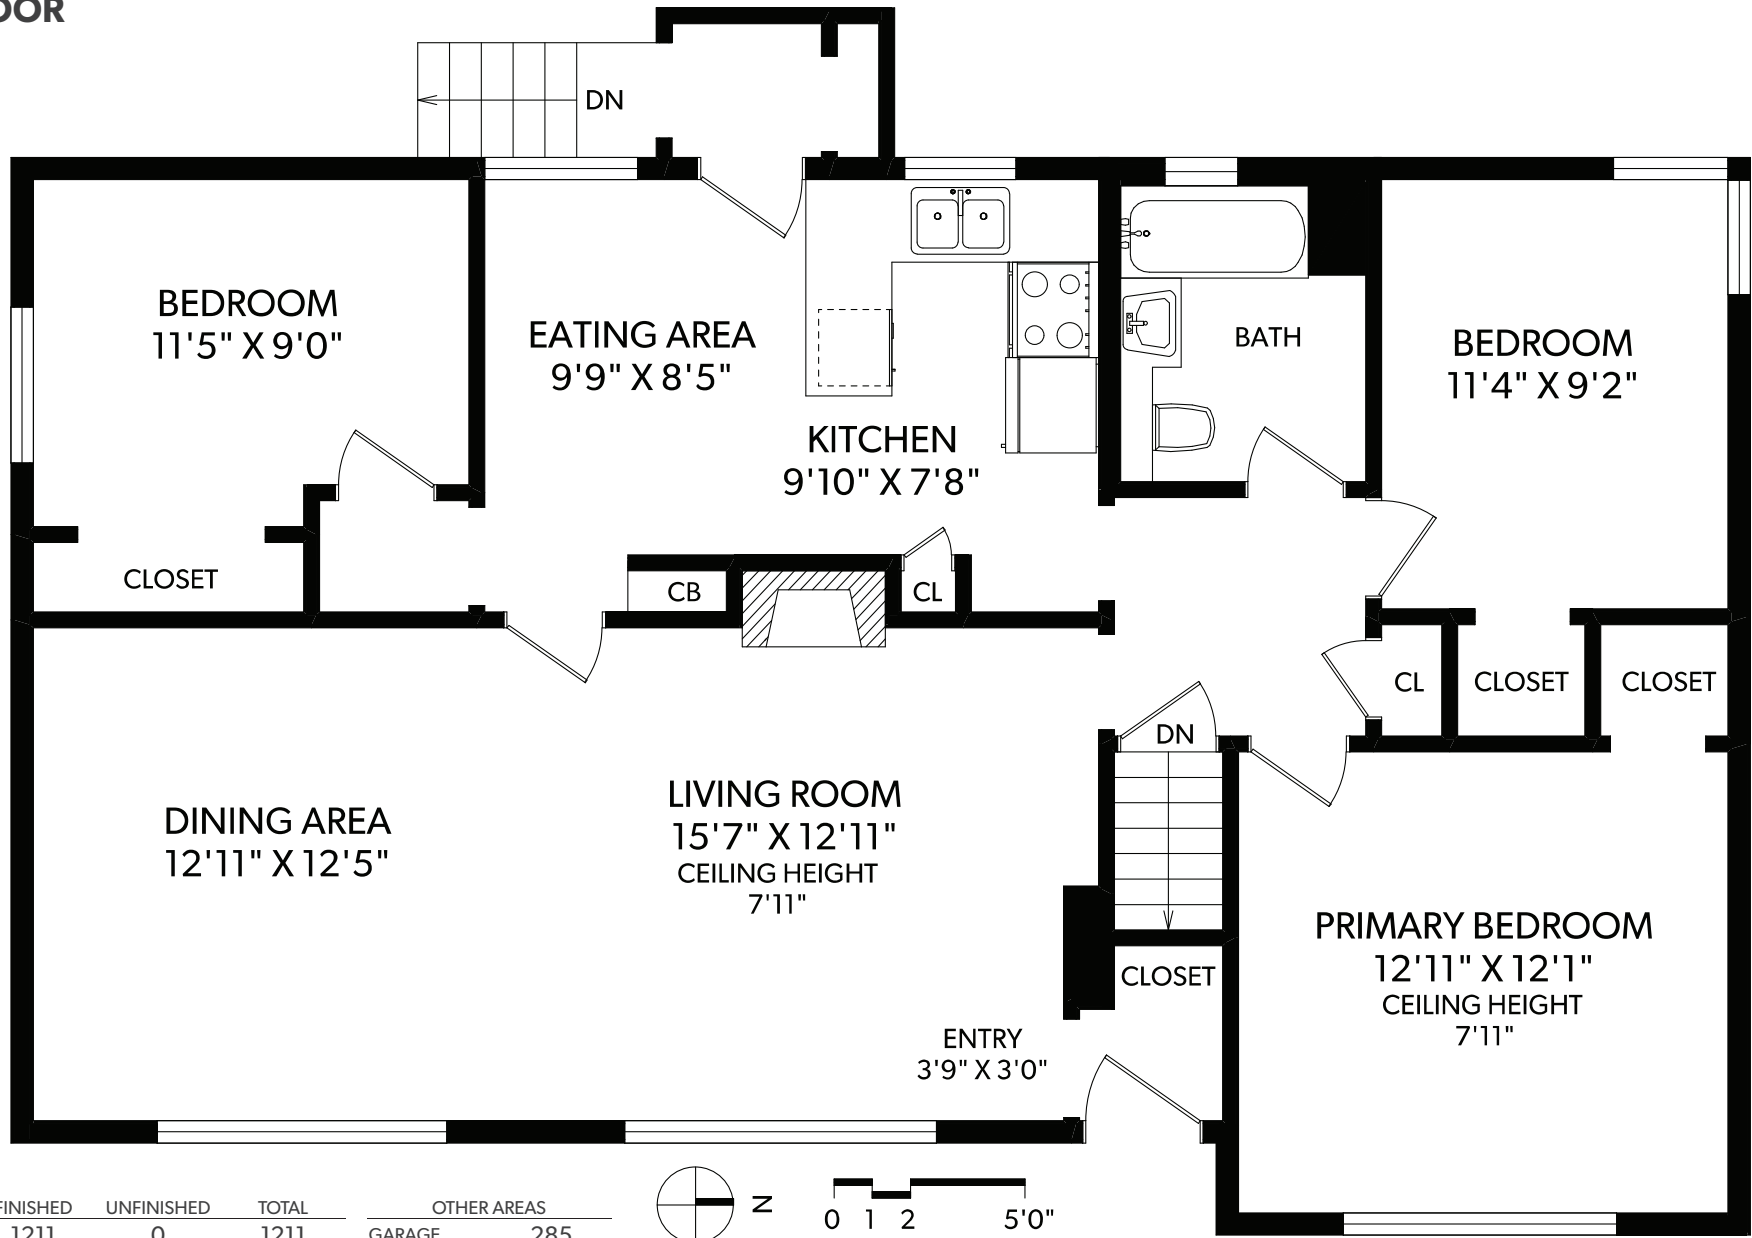 DN
BEDROOM
11'5" X 9'0"
EATING AREA
9'9" X 8'5"
KITCHEN
9'10" X 7'8"
BATH
BEDROOM
11'4" X 9'2"
CLOSET
CB
CL
CL
CLOSET
CLOSET
DN
DINING AREA
12'11" X 12'5"
LIVING ROOM
15'7" X 12'11"
CEILING HEIGHT
7'11"
PRIMARY BEDROOM
12'11" X 12'1"
CEILING HEIGHT
7'11"
CLOSET
ENTRY
3'9" X 3'0"
UNFINISHED TOTAL
1211 0 1211
OTHER AREAS
GARAGE 285
N
0 1 2 5'0"